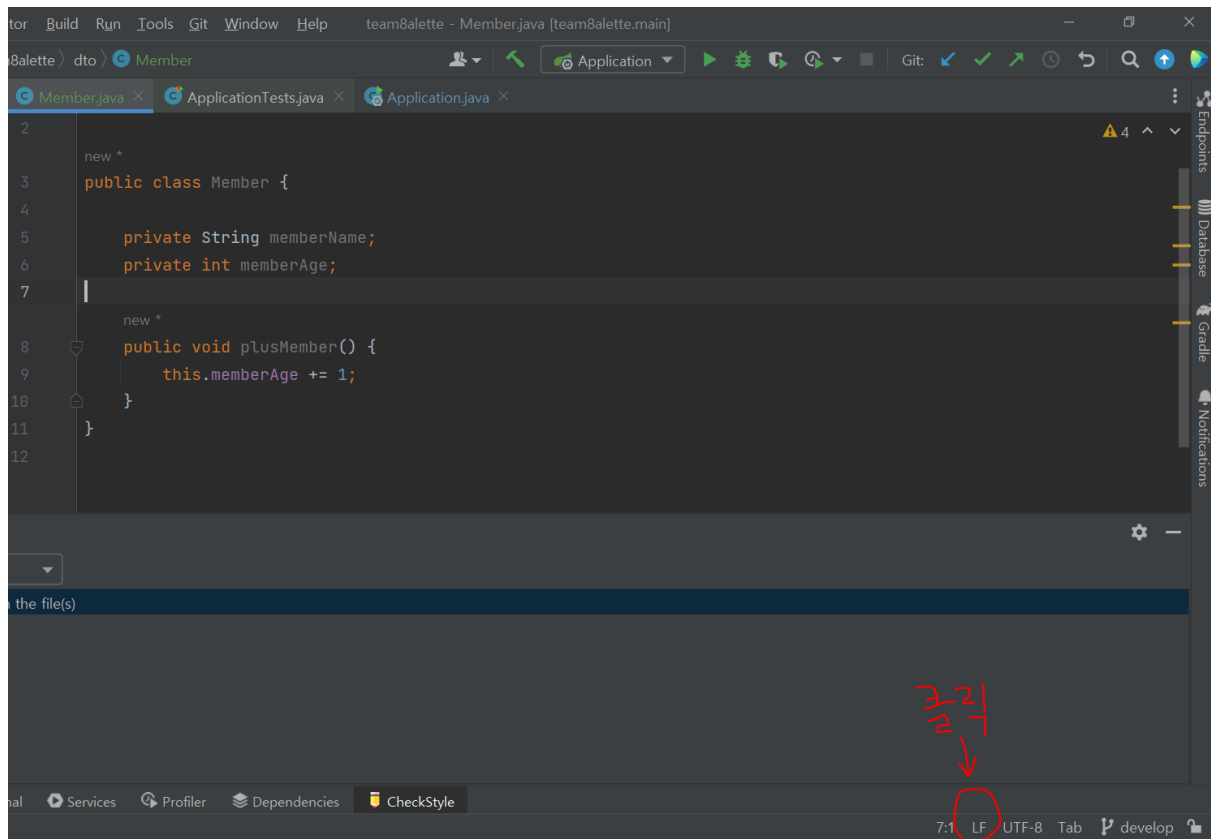 tor Build Run Tools Git Window Help team8alette - Member.java [team8alette.main]
8alette dto Member Application Git:
Member.java ApplicationTests.java Application.java
2 4
new *
3 public class Member {
4
5 private String memberName;
6 private int memberAge;
7
new *
8 public void plusMember() {
9 this.memberAge += 1;
10 }
11 }
12
Endpoints
Database
Gradle
Notifications
n the file(s)
클릭
nal Services Profiler Dependencies CheckStyle
7:1 LF UTF-8 Tab develop